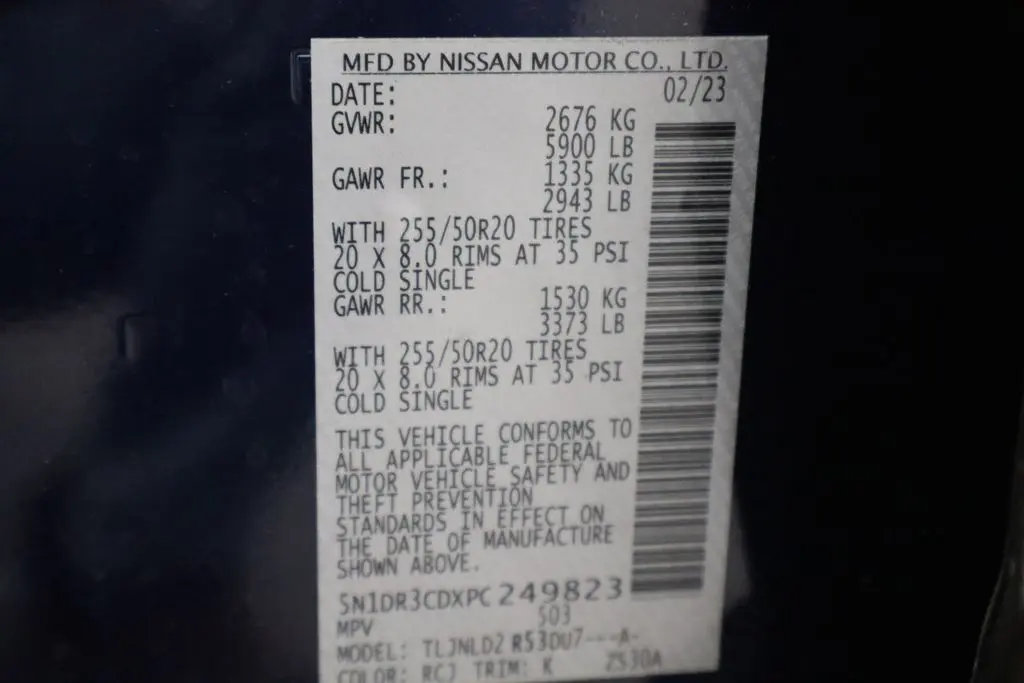 MFD BY NISSAN MOTOR CO., LTD.
DATE: 02/23
GVWR: 2676 KG
5900 LB
GAWR FR.: 1335 KG
2943 LB
WITH 255/50R20 TIRES
20 X 8.0 RIMS AT 35 PSI
COLD SINGLE
GAWR RR.: 1530 KG
3373 LB
WITH 255/50R20 TIRES
20 X 8.0 RIMS AT 35 PSI
COLD SINGLE
THIS VEHICLE CONFORMS TO
ALL APPLICABLE FEDERAL
MOTOR VEHICLE SAFETY AND
THEFT PREVENTION
STANDARDS IN EFFECT ON
THE DATE OF MANUFACTURE
SHOWN ABOVE.
5N1DR3CDXPC249823
MPV 503
MODEL: TLJNLD2 R53DU7---A-
COLOR: RCJ TRIM: K ZS30A